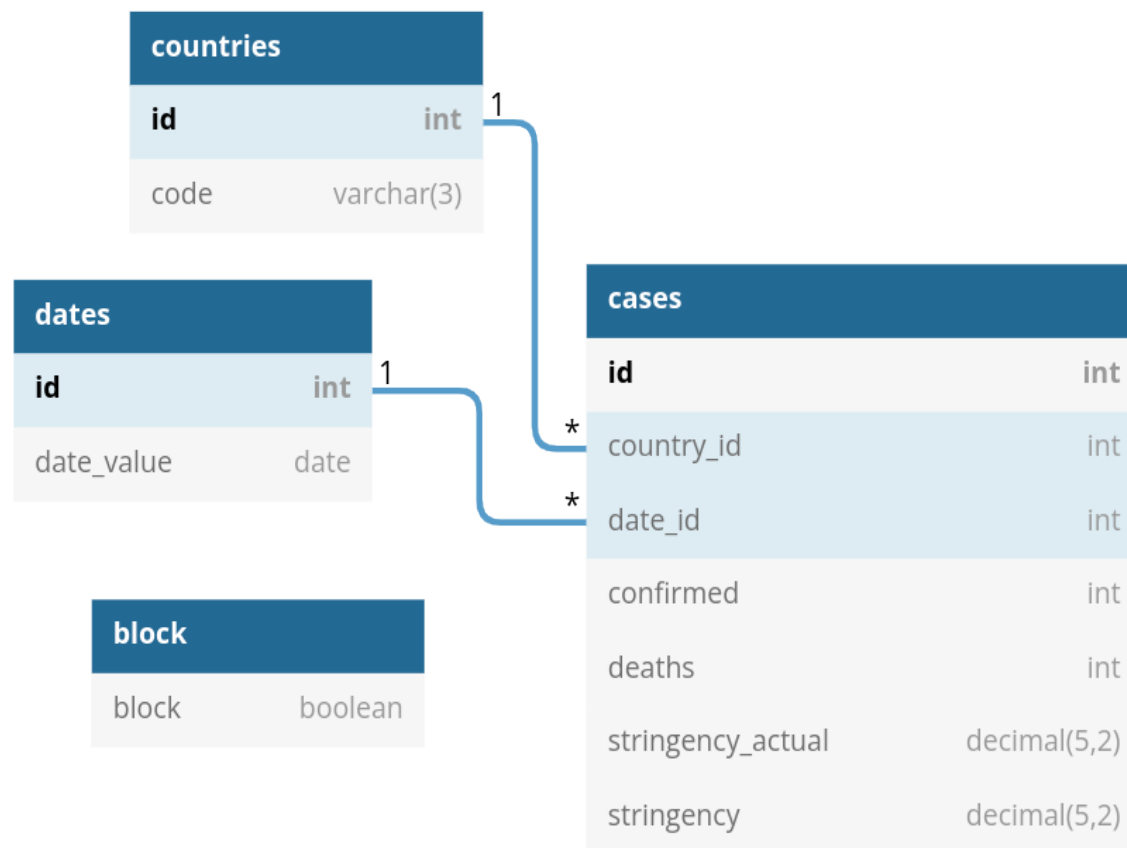 countries
id int
code varchar(3)
1
dates
id int
date_value date
1
block
block boolean
cases
id int
*
country_id int
*
date_id int
confirmed int
deaths int
stringency_actual decimal(5,2)
stringency decimal(5,2)